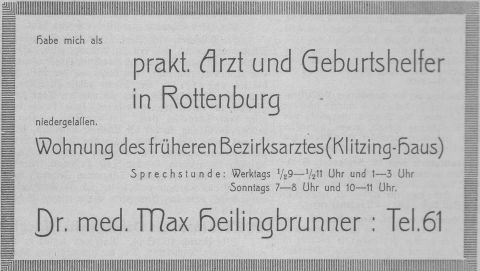 Habe mich als
prakt. Arzt und Geburtshelfer
in Rottenburg
niedergelassen.
Wohnung des früheren Bezirksarztes (Klitzing-Haus)
Sprechstunde: Werktags ½9—½11 Uhr und 1—3 Uhr
Sonntags 7—8 Uhr und 10—11 Uhr.
Dr. med. Max Heilingbrunner : Tel. 61